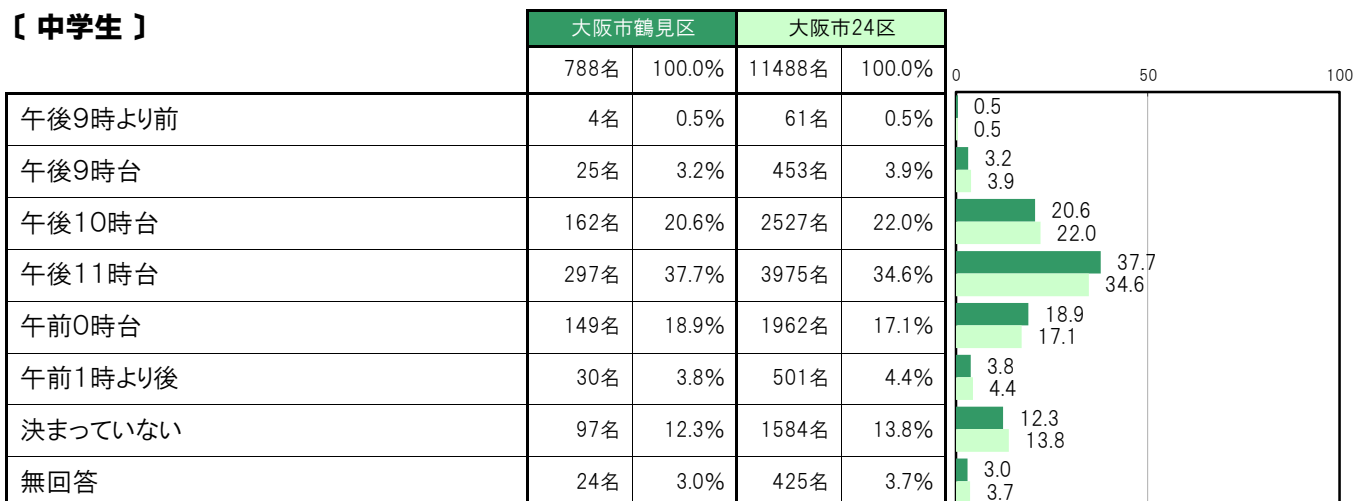 〔 中学生 〕
大阪市鶴見区 大阪市24区
788名 100.0% 11488名 100.0%
0 50 100
午後9時より前 4名 0.5% 61名 0.5%
0.5
0.5
午後9時台 25名 3.2% 453名 3.9%
3.2
3.9
午後10時台 162名 20.6% 2527名 22.0%
20.6
22.0
午後11時台 297名 37.7% 3975名 34.6%
37.7
34.6
午前0時台 149名 18.9% 1962名 17.1%
18.9
17.1
午前1時より後 30名 3.8% 501名 4.4%
3.8
4.4
決まっていない 97名 12.3% 1584名 13.8%
12.3
13.8
無回答 24名 3.0% 425名 3.7%
3.0
3.7